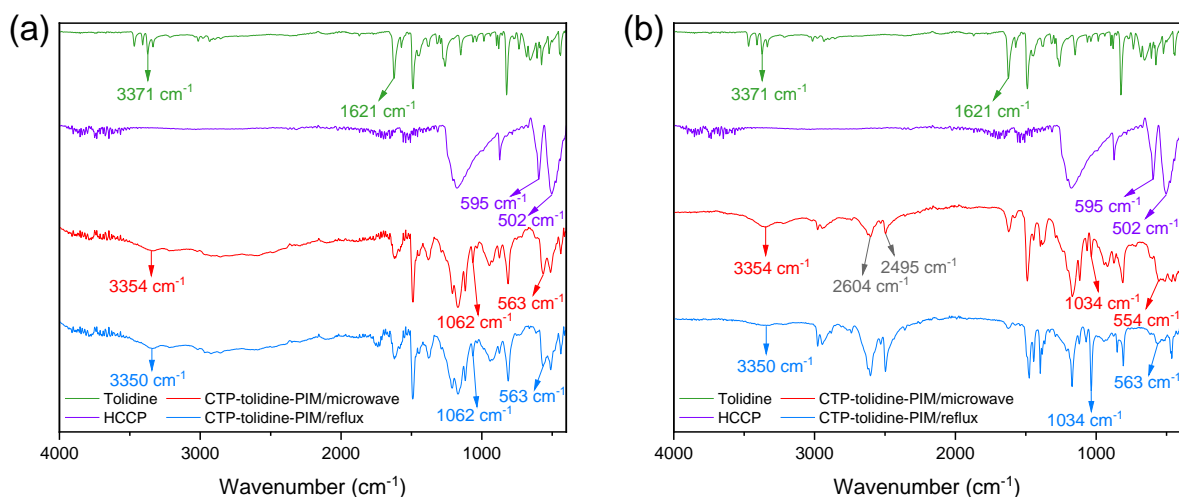 (a)
3371 cm⁻¹
1621 cm⁻¹
595 cm⁻¹
502 cm⁻¹
3354 cm⁻¹
1062 cm⁻¹
563 cm⁻¹
3350 cm⁻¹
1062 cm⁻¹
563 cm⁻¹
Tolidine CTP-tolidine-PIM/microwave
HCCP CTP-tolidine-PIM/reflux
4000 3000 2000 1000
Wavenumber (cm⁻¹)
(b)
3371 cm⁻¹
1621 cm⁻¹
595 cm⁻¹
502 cm⁻¹
3354 cm⁻¹
2495 cm⁻¹
2604 cm⁻¹
1034 cm⁻¹
554 cm⁻¹
3350 cm⁻¹
563 cm⁻¹
1034 cm⁻¹
Tolidine CTP-tolidine-PIM/microwave
HCCP CTP-tolidine-PIM/reflux
4000 3000 2000 1000
Wavenumber (cm⁻¹)